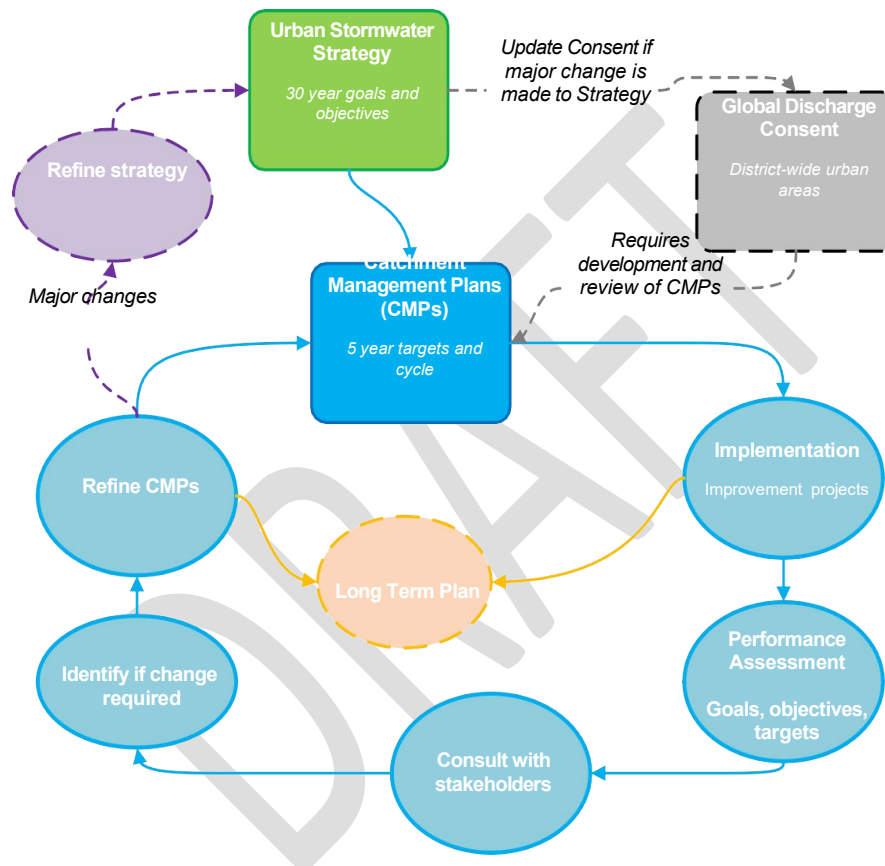 Urban Stormwater
Strategy
30 year goals and
objectives
Update Consent if
major change is
made to Strategy
Global Discharge
Consent
District-wide urban
areas
Refine strategy
Requires
development and
review of CMPs
Major changes
Catchment
Management Plans
(CMPs)
5 year targets and
cycle
Implementation
Improvement projects
Refine CMPs
Long Term Plan
Performance
Assessment
Goals, objectives,
targets
Identify if change
required
Consult with
stakeholders
DRAFT